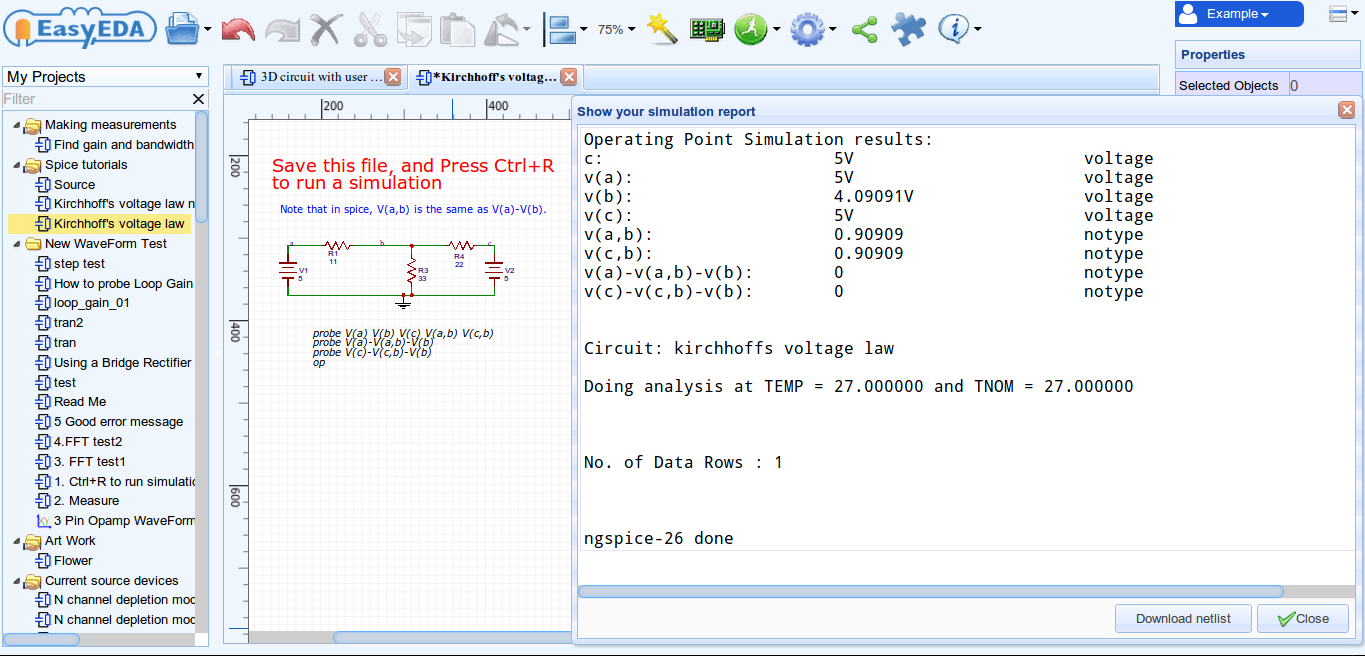 EasyEDA
75%
Example
My Projects
Filter
Making measurements
Find gain and bandwidth
Spice tutorials
Source
Kirchhoff's voltage law n
Kirchhoff's voltage law
New WaveForm Test
step test
How to probe Loop Gain
loop_gain_01
tran2
tran
Using a Bridge Rectifier
test
Read Me
5 Good error message
4.FFT test2
3. FFT test1
1. Ctrl+R to run simulatio
2. Measure
3 Pin Opamp WaveForm
Art Work
Flower
Current source devices
N channel depletion mod
N channel depletion mod
3D circuit with user ...
*Kirchhoff's voltag...
200
400
200
400
600
Save this file, and Press Ctrl+R
to run a simulation
Note that in spice, V(a,b) is the same as V(a)-V(b).
a
b
c
R1
11
R4
22
V1
5
R3
33
V2
5
probe V(a) V(b) V(c) V(a,b) V(c,b)
probe V(a)-V(a,b)-V(b)
probe V(c)-V(c,b)-V(b)
op
Properties
Selected Objects 0
Show your simulation report
Operating Point Simulation results:
c: 5V voltage
v(a): 5V voltage
v(b): 4.09091V voltage
v(c): 5V voltage
v(a,b): 0.90909 notype
v(c,b): 0.90909 notype
v(a)-v(a,b)-v(b): 0 notype
v(c)-v(c,b)-v(b): 0 notype
Circuit: kirchhoffs voltage law
Doing analysis at TEMP = 27.000000 and TNOM = 27.000000
No. of Data Rows : 1
ngspice-26 done
Download netlist
Close